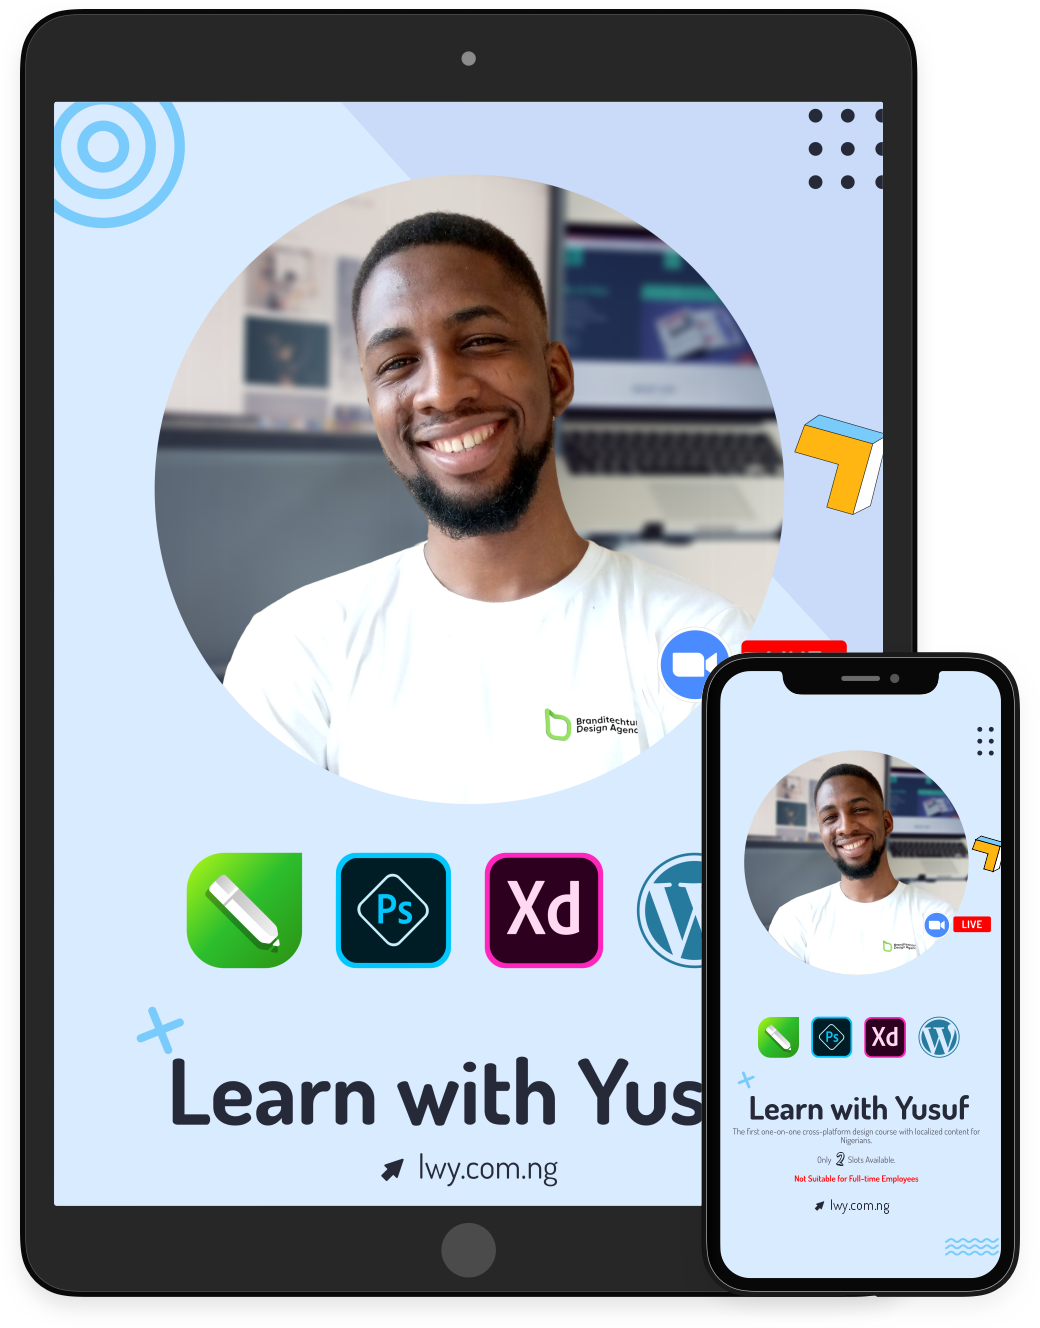 Branditechtur
Design Agenc
Ps
Xd
W
Learn with Yus
lwy.com.ng
LIVE
Ps
Xd
W
Learn with Yusuf
The first one-on-one cross-platform design course with localized content for
Nigerians.
Only 2 Slots Available.
Not Suitable for Full-time Employees
lwy.com.ng